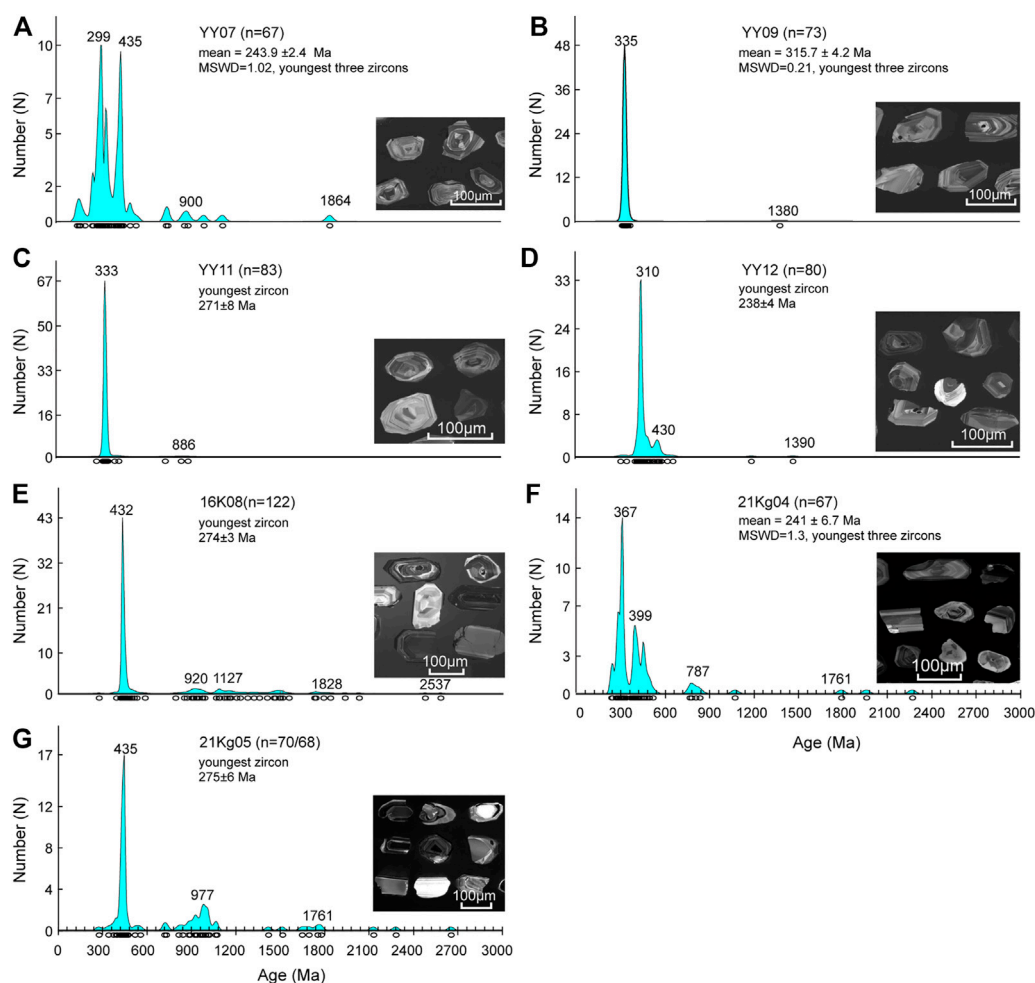 A
YY07 (n=67)
mean = 243.9 ±2.4 Ma
MSWD=1.02, youngest three zircons
Number (N)
10
7
5
2
0
299
435
900
1864
100µm
B
YY09 (n=73)
mean = 315.7 ± 4.2 Ma
MSWD=0.21, youngest three zircons
Number (N)
48
36
24
12
0
335
1380
100µm
C
YY11 (n=83)
youngest zircon
271±8 Ma
Number (N)
67
50
33
16
0
333
886
100µm
D
YY12 (n=80)
youngest zircon
238±4 Ma
Number (N)
33
24
16
8
0
310
430
1390
100µm
E
16K08(n=122)
youngest zircon
274±3 Ma
Number (N)
43
32
21
10
0
432
920
1127
1828
2537
100µm
F
21Kg04 (n=67)
mean = 241 ± 6.7 Ma
MSWD=1.3, youngest three zircons
Number (N)
14
10
7
3
0
367
399
787
1761
100µm
0 300 600 900 1200 1500 1800 2100 2400 2700 3000
Age (Ma)
G
21Kg05 (n=70/68)
youngest zircon
275±6 Ma
Number (N)
17
12
8
4
0
435
977
1761
100µm
0 300 600 900 1200 1500 1800 2100 2400 2700 3000
Age (Ma)